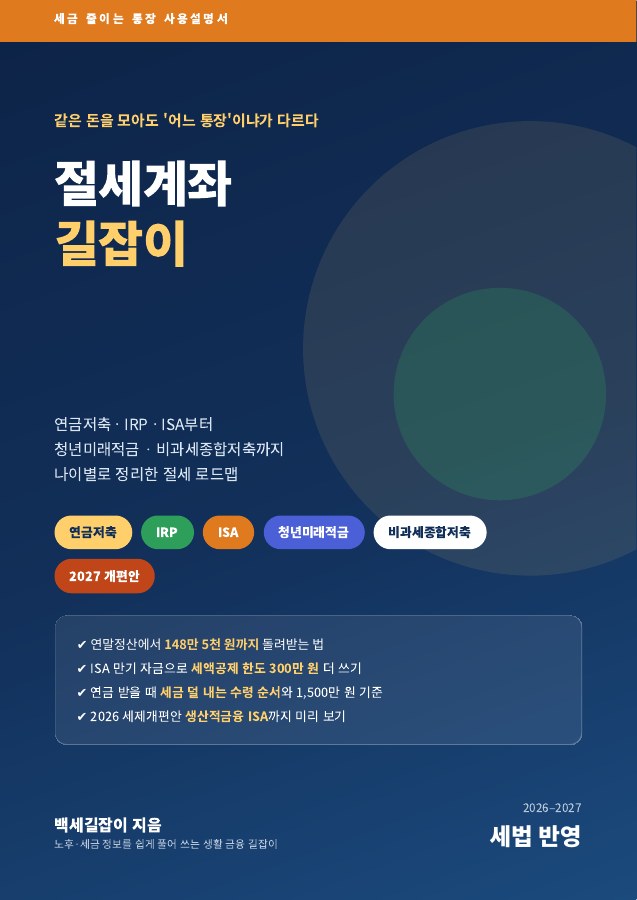 세금 줄이는 통장 사용설명서
같은 돈을 모아도 '어느 통장'이냐가 다르다
절세계좌
길잡이
연금저축 · IRP · ISA부터
청년미래적금 · 비과세종합저축까지
나이별로 정리한 절세 로드맵
연금저축 IRP ISA 청년미래적금 비과세종합저축
2027 개편안
✔ 연말정산에서 148만 5천 원까지 돌려받는 법
✔ ISA 만기 자금으로 세액공제 한도 300만 원 더 쓰기
✔ 연금 받을 때 세금 덜 내는 수령 순서와 1,500만 원 기준
✔ 2026 세제개편안 생산적금융 ISA까지 미리 보기
백세길잡이 지음
노후·세금 정보를 쉽게 풀어 쓰는 생활 금융 길잡이
2026–2027
세법 반영